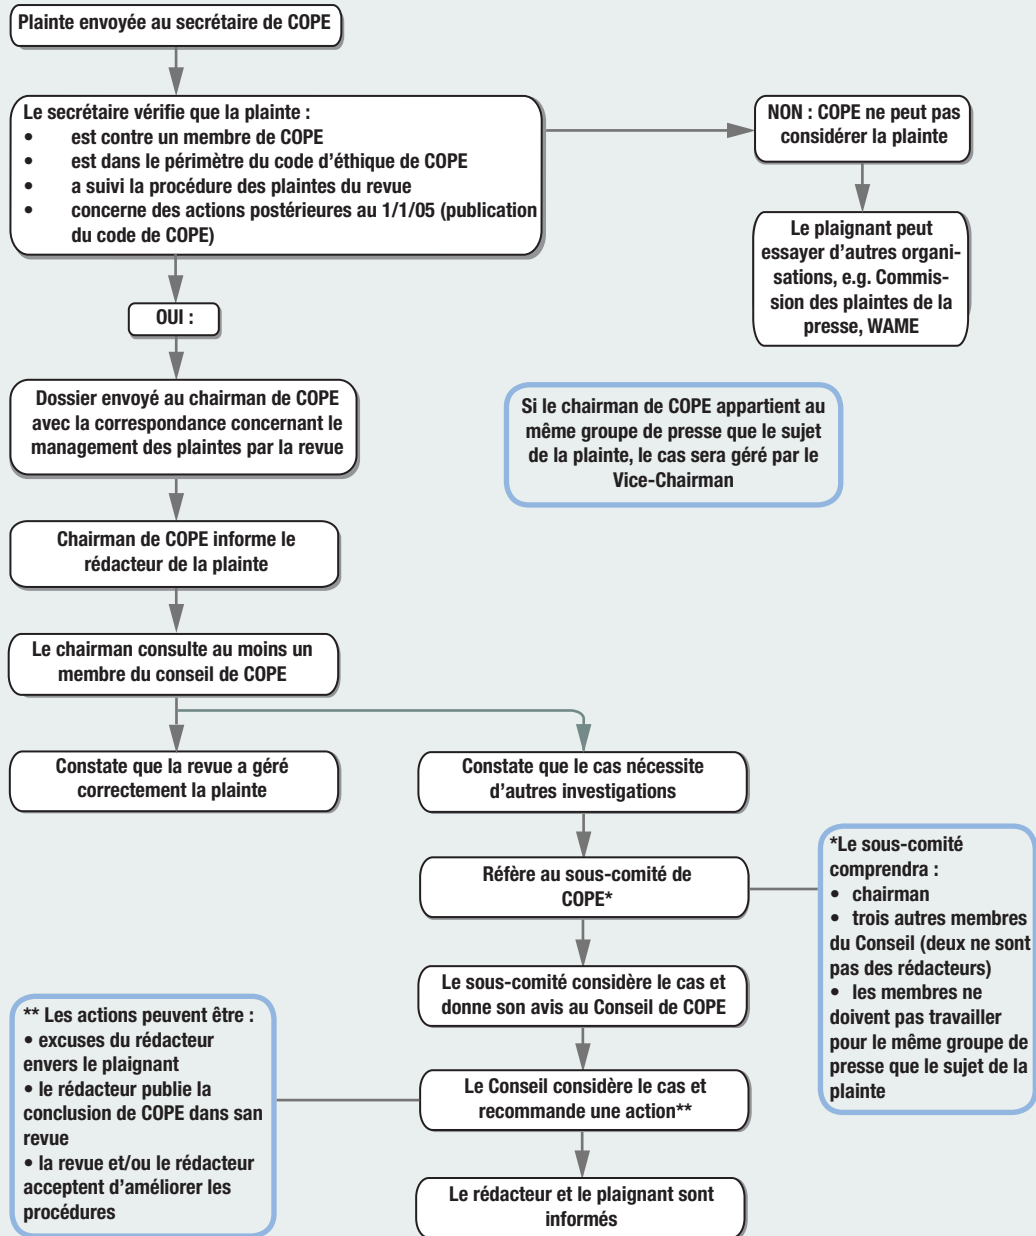 Plainte envoyée au secrétaire de COPE
Le secrétaire vérifie que la plainte :
• est contre un membre de COPE
• est dans le périmètre du code d'éthique de COPE
• a suivi la procédure des plaintes du revue
• concerne des actions postérieures au 1/1/05 (publication
du code de COPE)
NON : COPE ne peut pas
considérer la plainte
Le plaignant peut
essayer d'autres organi-
sations, e.g. Commis-
sion des plaintes de la
presse, WAME
OUI :
Dossier envoyé au chairman de COPE
avec la correspondance concernant le
management des plaintes par la revue
Si le chairman de COPE appartient au
même groupe de presse que le sujet
de la plainte, le cas sera géré par le
Vice-Chairman
Chairman de COPE informe le
rédacteur de la plainte
Le chairman consulte au moins un
membre du conseil de COPE
Constate que la revue a géré
correctement la plainte
Constate que le cas nécessite
d'autres investigations
Réfère au sous-comité de
COPE*
*Le sous-comité
comprendra :
• chairman
• trois autres membres
du Conseil (deux ne sont
pas des rédacteurs)
• les membres ne
doivent pas travailler
pour le même groupe de
presse que le sujet de la
plainte
Le sous-comité considère le cas et
donne son avis au Conseil de COPE
Le Conseil considère le cas et
recommande une action**
** Les actions peuvent être :
• excuses du rédacteur
envers le plaignant
• le rédacteur publie la
conclusion de COPE dans san
revue
• la revue et/ou le rédacteur
acceptent d'améliorer les
procédures
Le rédacteur et le plaignant sont
informés